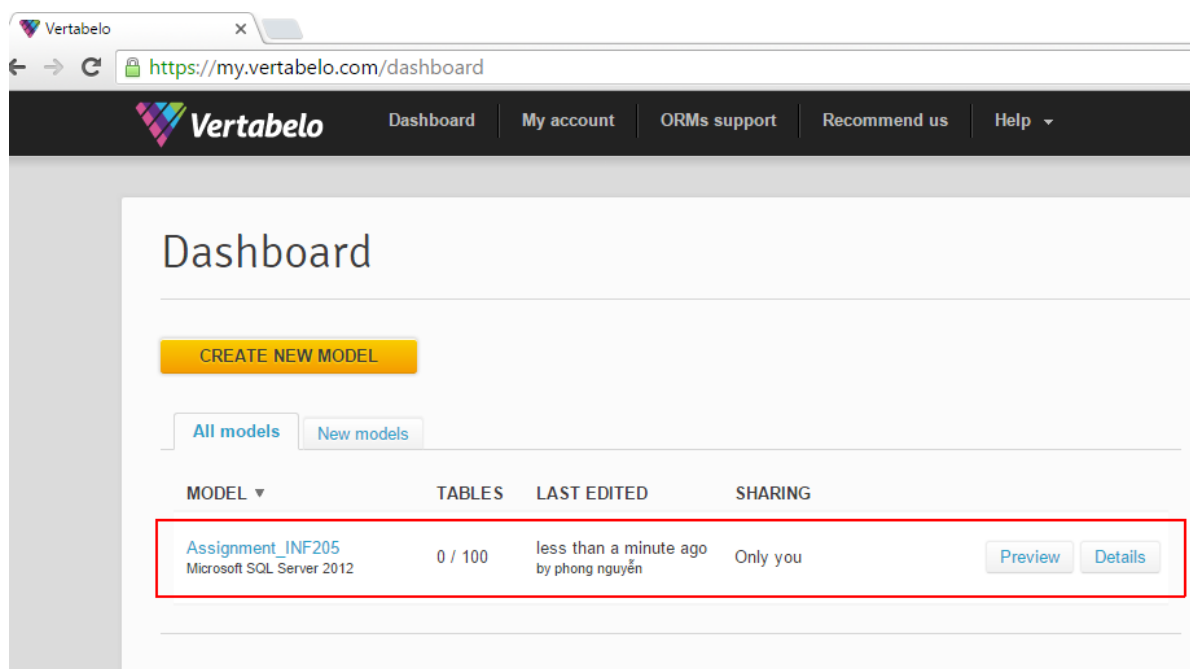 Vertabelo
https://my.vertabelo.com/dashboard
Vertabelo Dashboard My account ORMs support Recommend us Help
Dashboard
CREATE NEW MODEL
All models New models
MODEL TABLES LAST EDITED SHARING
Assignment_INF205 0 / 100 less than a minute ago Only you Preview Details
Microsoft SQL Server 2012 by phong nguyễn